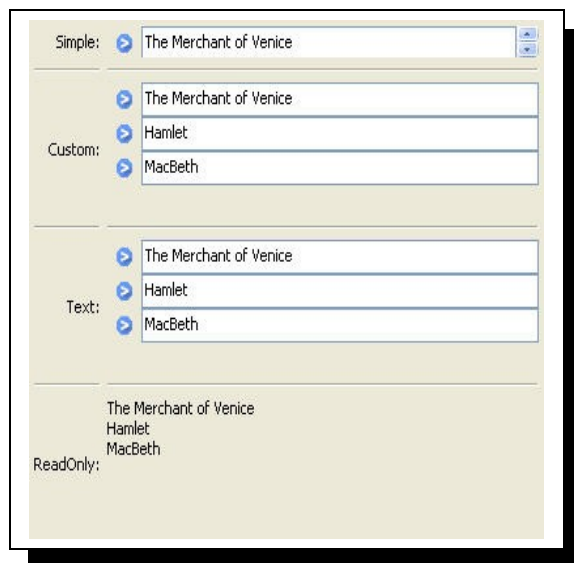 Simple: The Merchant of Venice
Custom: The Merchant of Venice
Hamlet
MacBeth
Text: The Merchant of Venice
Hamlet
MacBeth
ReadOnly: The Merchant of Venice
Hamlet
MacBeth